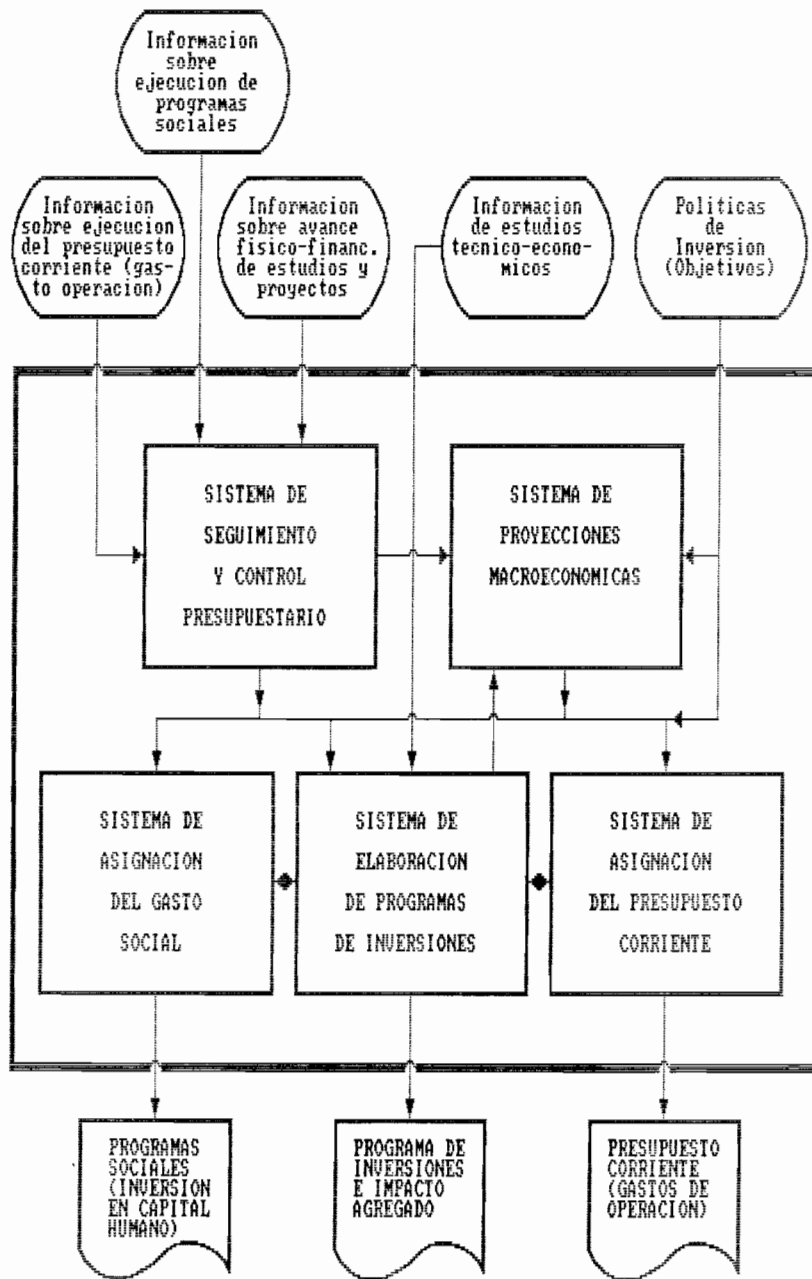 Informacion
sobre
ejecucion de
programas
sociales
Informacion
sobre ejecucion
del presupuesto
corriente (gas-
to operación)
Informacion
sobre avance
fisico-financ.
de estudios y
proyectos
Informacion
de estudios
tecnico-econo-
micos
Politicas
de
Inversion
(Objetivos)
SISTEMA DE
SEGUIMIENTO
Y CONTROL
PRESUPUESTARIO
SISTEMA DE
PROYECCIONES
MACROECONOMICAS
SISTEMA DE
ASIGNACION
DEL GASTO
SOCIAL
SISTEMA DE
ELABORACION
DE PROGRAMAS
DE INVERSIONES
SISTEMA DE
ASIGNACION
DEL PRESUPUESTO
CORRIENTE
PROGRAMAS
SOCIALES
(INVERSION
EN CAPITAL
HUMANO)
PROGRAMA DE
INVERSIONES
E IMPACTO
AGREGADO
PRESUPUESTO
CORRIENTE
(GASTOS DE
OPERACION)